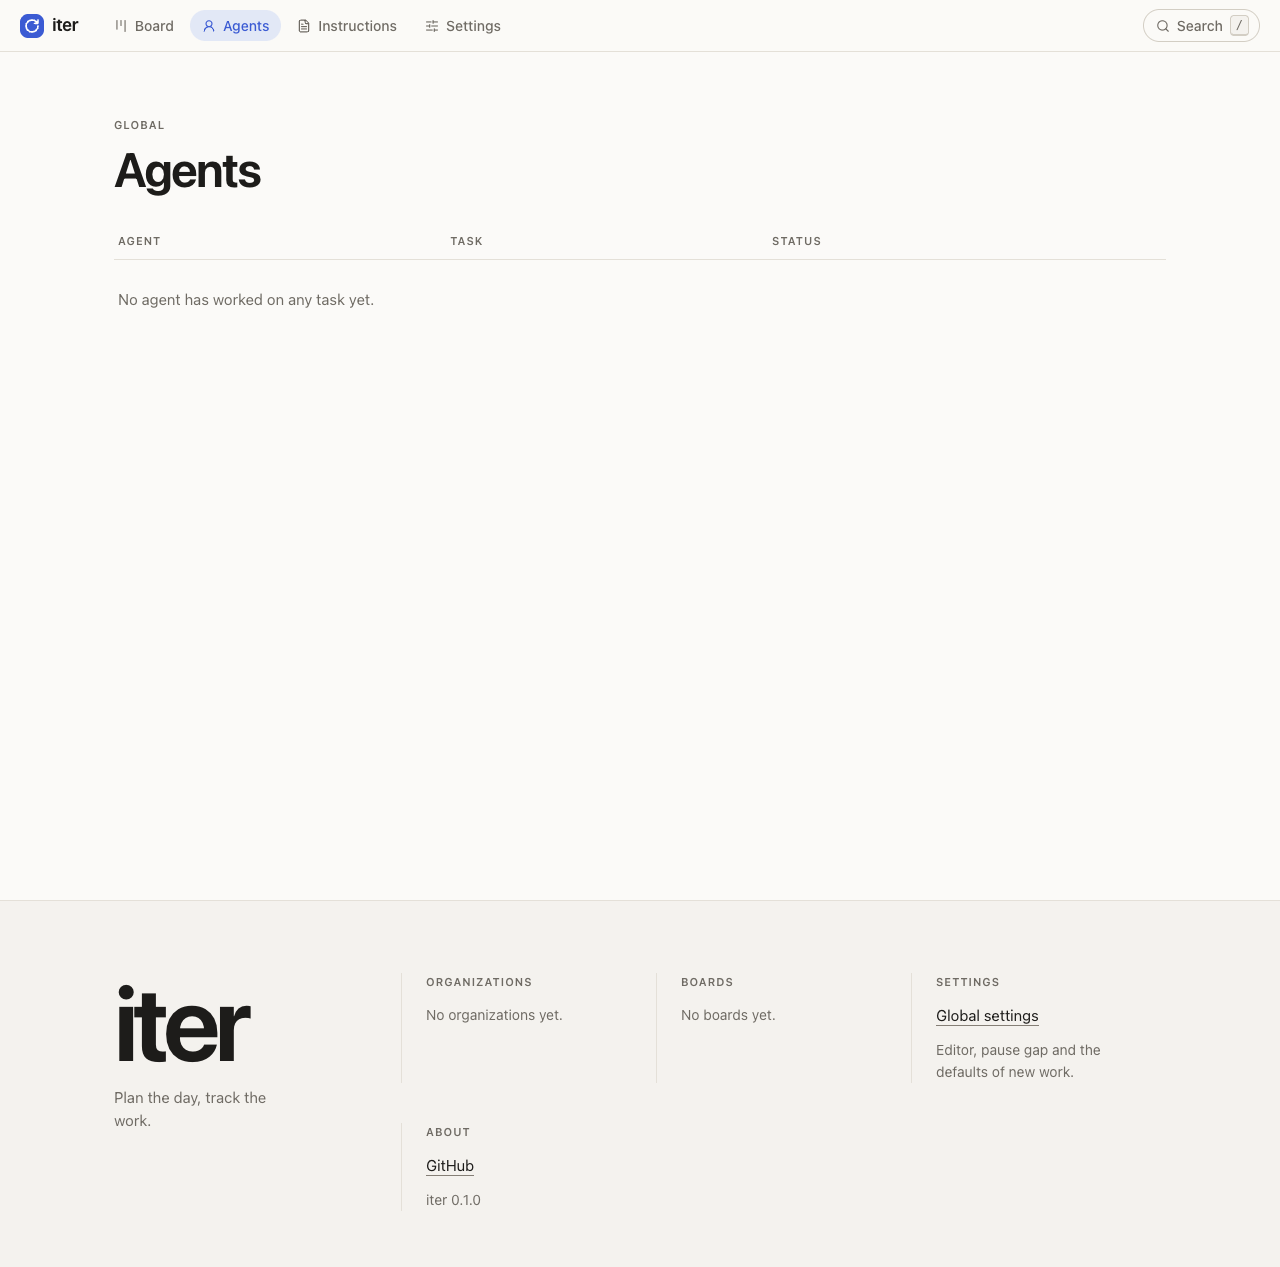 iter
Board
Agents
Instructions
Settings
Search /
GLOBAL
Agents
AGENT
TASK
STATUS
No agent has worked on any task yet.
iter
Plan the day, track the
work.
ORGANIZATIONS
No organizations yet.
BOARDS
No boards yet.
SETTINGS
Global settings
Editor, pause gap and the
defaults of new work.
ABOUT
GitHub
iter 0.1.0